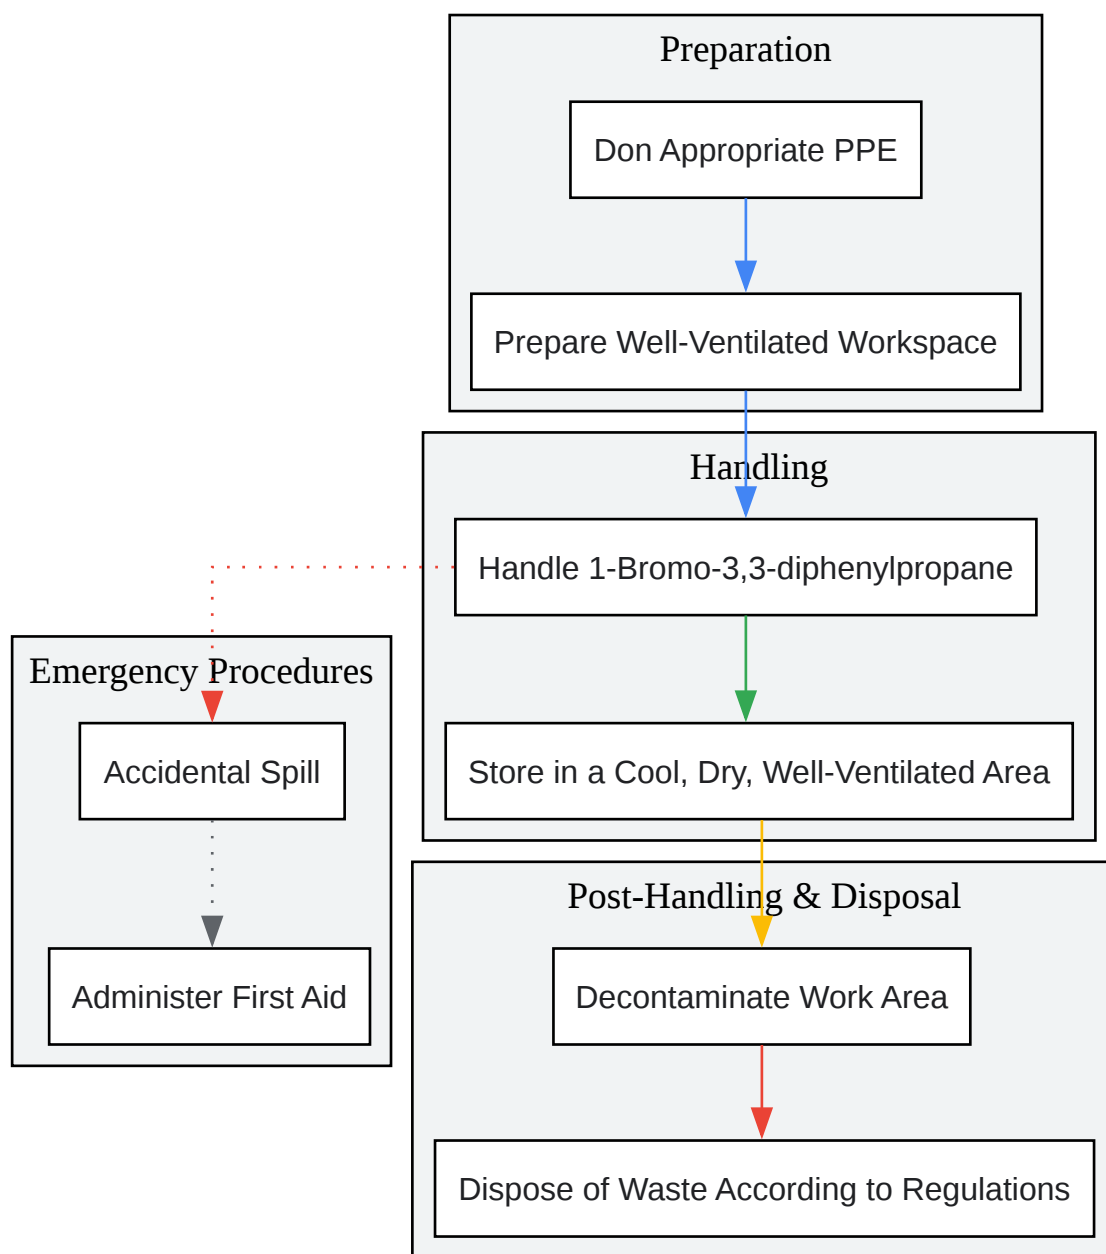 Preparation
Don Appropriate PPE
Prepare Well-Ventilated Workspace
Handling
Handle 1-Bromo-3,3-diphenylpropane
Store in a Cool, Dry, Well-Ventilated Area
Emergency Procedures
Accidental Spill
Administer First Aid
Post-Handling & Disposal
Decontaminate Work Area
Dispose of Waste According to Regulations